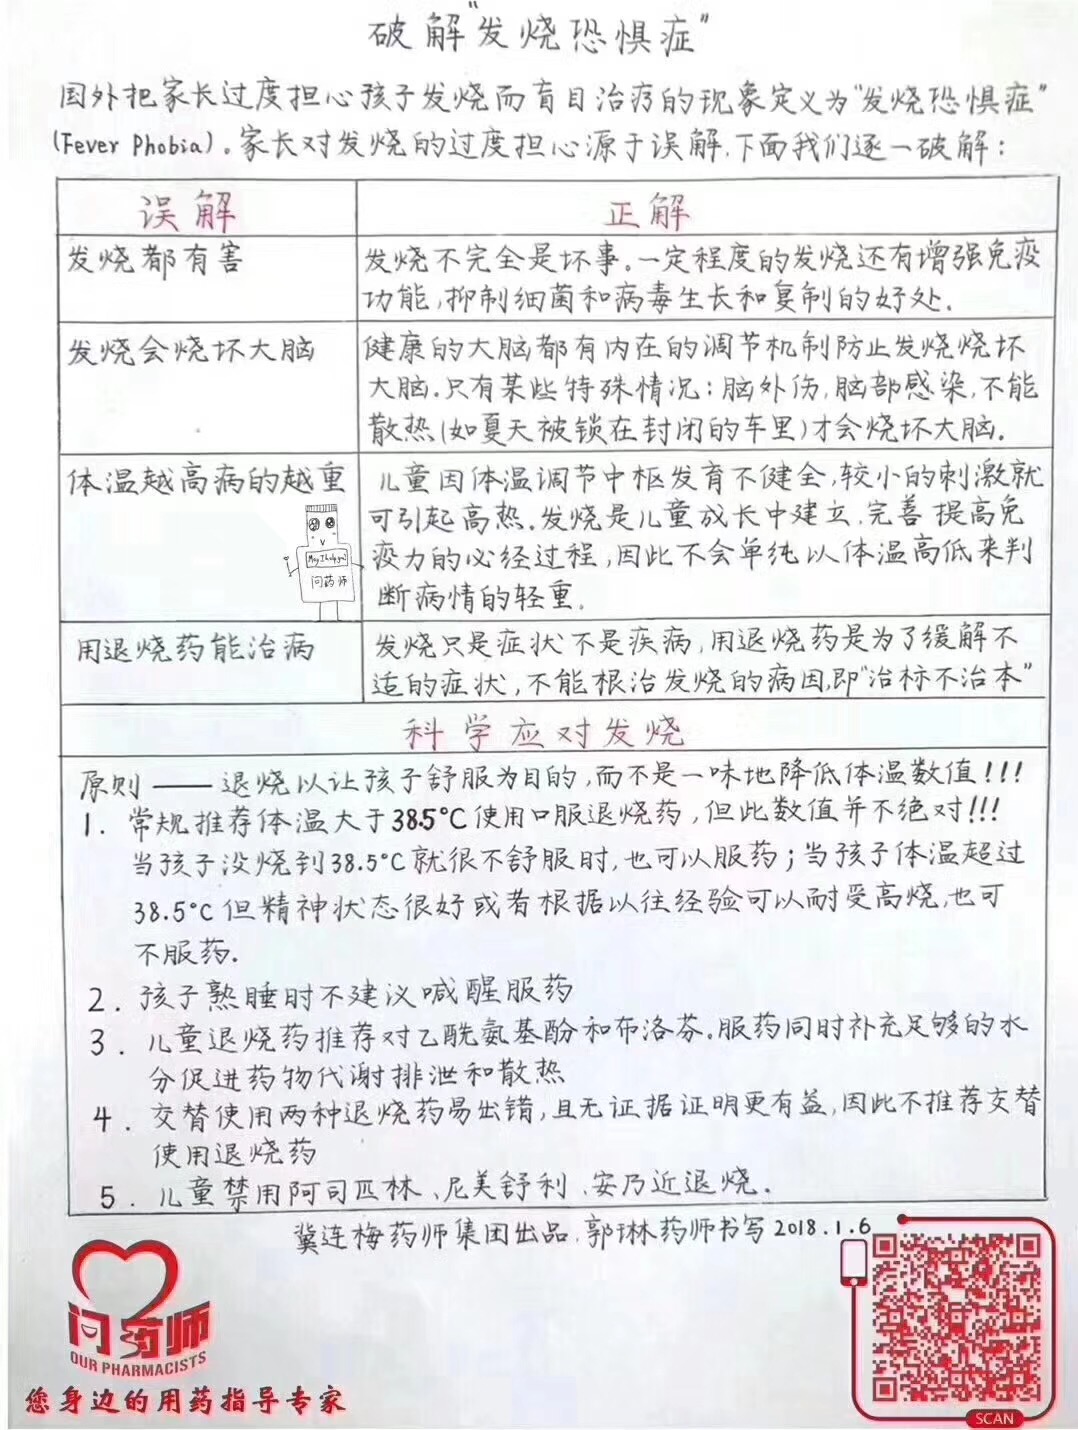 破解“发烧恐惧症”
国外把家长过度担心孩子发烧而盲目治疗的现象定义为“发烧恐惧症”
(Fever Phobia)。家长对发烧的过度担心源于误解,下面我们逐一破解:
误解
正解
发烧都有害
发烧不完全是坏事。一定程度的发烧还有增强免疫
功能,抑制细菌和病毒生长和复制的好处.
发烧会烧坏大脑
健康的大脑都有内在的调节机制防止发烧烧坏
大脑.只有某些特殊情况:脑外伤,脑部感染,不能
散热(如夏天被锁在封闭的车里)才会烧坏大脑.
体温越高病的越重
儿童因体温调节中枢发育不健全,较小的刺激就
可引起高热.发烧是儿童成长中建立,完善提高免
疫力的必经过程,因此不会单纯以体温高低来判
断病情的轻重.
问药师
用退烧药能治病
发烧只是症状不是疾病,用退烧药是为了缓解不
适的症状,不能根治发烧的病因,即“治标不治本”
科学应对发烧
原则——退烧以让孩子舒服为目的,而不是一味地降低体温数值!!!
1. 常规推荐体温大于38.5°C使用口服退烧药,但此数值并不绝对!!!
当孩子没烧到38.5°C就很不舒服时,也可以服药;当孩子体温超过
38.5°C但精神状态很好或者根据以往经验可以耐受高烧,也可
不服药.
2. 孩子熟睡时不建议喊醒服药
3. 儿童退烧药推荐对乙酰氨基酚和布洛芬.服药同时补充足够的水
分促进药物代谢排泄和散热
4. 交替使用两种退烧药易出错,且无证据证明更有益,因此不推荐交替
使用退烧药
5. 儿童禁用阿司匹林、尼美舒利、安乃近退烧.
冀连梅药师集团出品,郭琳药师书写2018.1.6
问药师
OUR PHARMACISTS
您身边的用药指导专家
SCAN